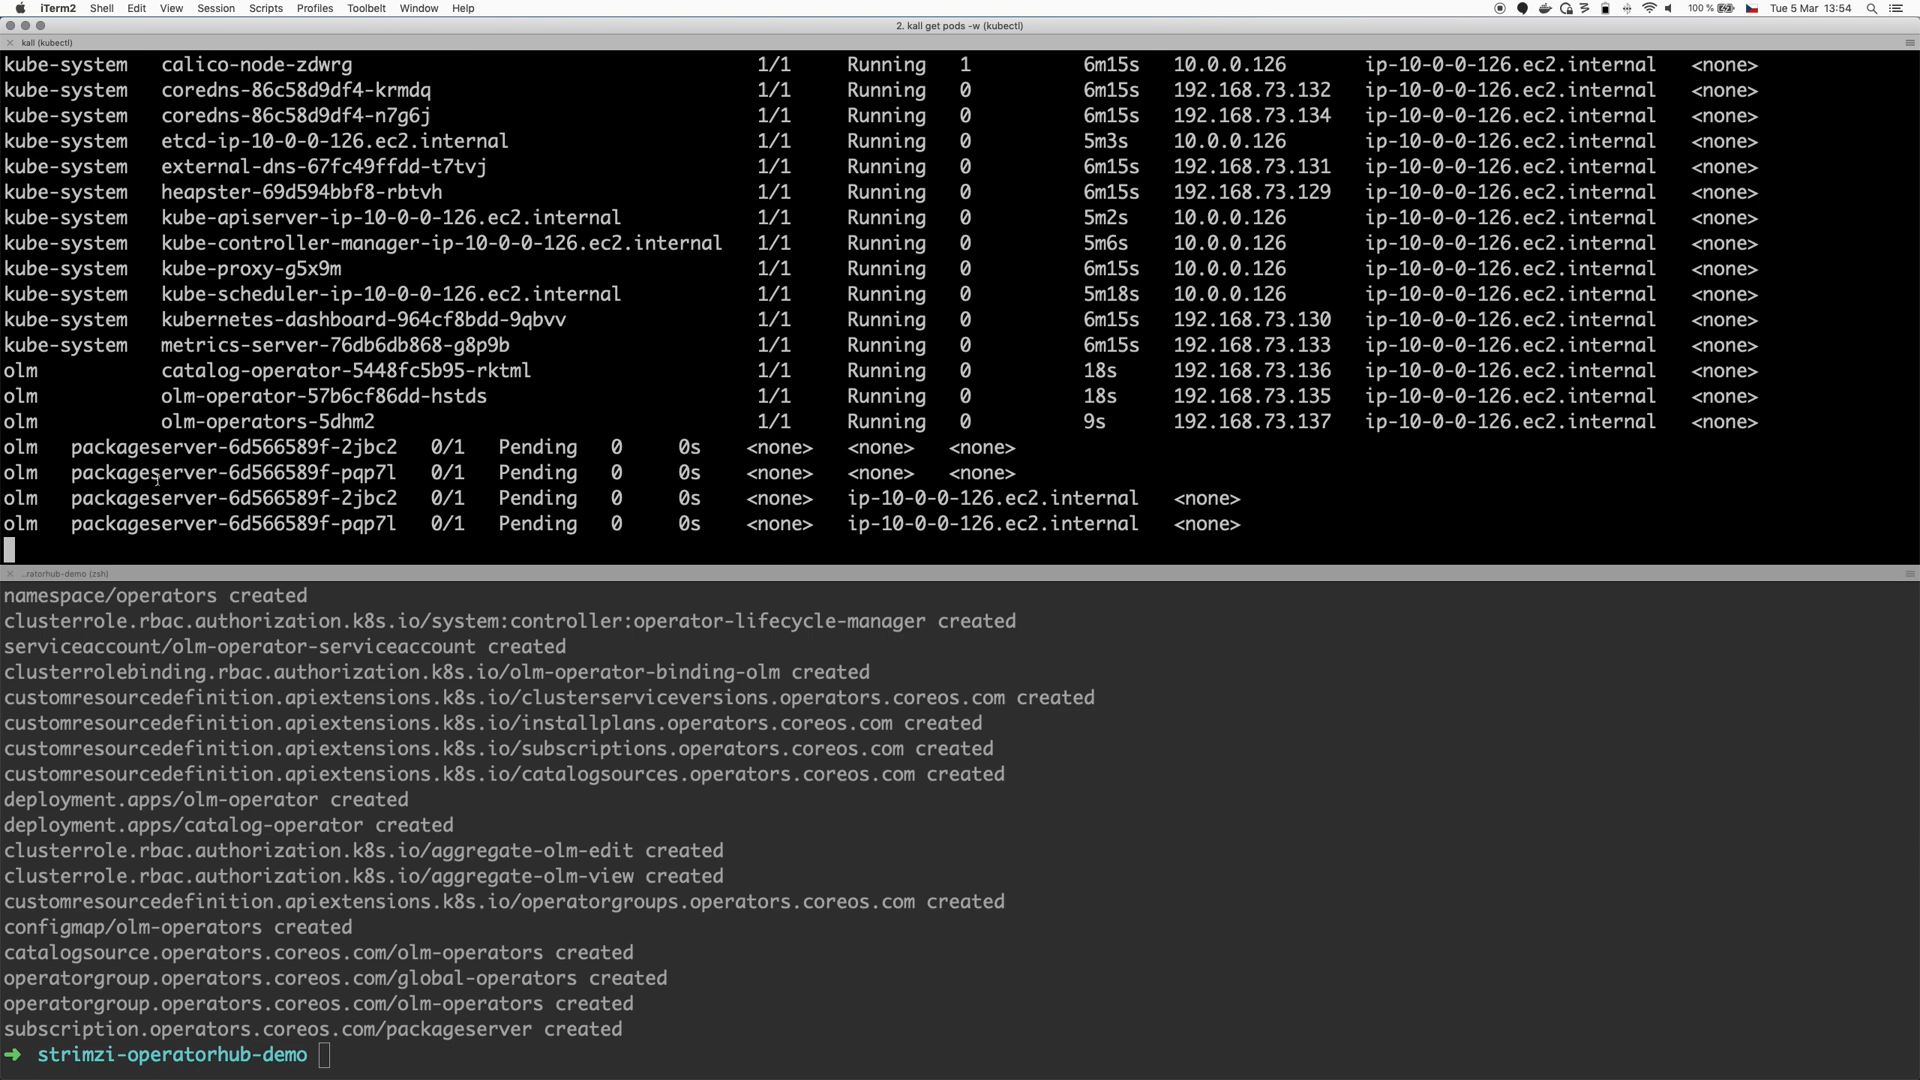 iTerm2 Shell Edit View Session Scripts Profiles Toolbelt Window Help 100 % Tue 5 Mar 13:54
2. kall get pods -w (kubectl)
kall (kubectl)
kube-system calico-node-zdwrg 1/1 Running 1 6m15s 10.0.0.126 ip-10-0-0-126.ec2.internal <none>
kube-system coredns-86c58d9df4-krmdq 1/1 Running 0 6m15s 192.168.73.132 ip-10-0-0-126.ec2.internal <none>
kube-system coredns-86c58d9df4-n7g6j 1/1 Running 0 6m15s 192.168.73.134 ip-10-0-0-126.ec2.internal <none>
kube-system etcd-ip-10-0-0-126.ec2.internal 1/1 Running 0 5m3s 10.0.0.126 ip-10-0-0-126.ec2.internal <none>
kube-system external-dns-67fc49ffdd-t7tvj 1/1 Running 0 6m15s 192.168.73.131 ip-10-0-0-126.ec2.internal <none>
kube-system heapster-69d594bbf8-rbtvh 1/1 Running 0 6m15s 192.168.73.129 ip-10-0-0-126.ec2.internal <none>
kube-system kube-apiserver-ip-10-0-0-126.ec2.internal 1/1 Running 0 5m2s 10.0.0.126 ip-10-0-0-126.ec2.internal <none>
kube-system kube-controller-manager-ip-10-0-0-126.ec2.internal 1/1 Running 0 5m6s 10.0.0.126 ip-10-0-0-126.ec2.internal <none>
kube-system kube-proxy-g5x9m 1/1 Running 0 6m15s 10.0.0.126 ip-10-0-0-126.ec2.internal <none>
kube-system kube-scheduler-ip-10-0-0-126.ec2.internal 1/1 Running 0 5m18s 10.0.0.126 ip-10-0-0-126.ec2.internal <none>
kube-system kubernetes-dashboard-964cf8bdd-9qbvv 1/1 Running 0 6m15s 192.168.73.130 ip-10-0-0-126.ec2.internal <none>
kube-system metrics-server-76db6db868-g8p9b 1/1 Running 0 6m15s 192.168.73.133 ip-10-0-0-126.ec2.internal <none>
olm catalog-operator-5448fc5b95-rktml 1/1 Running 0 18s 192.168.73.136 ip-10-0-0-126.ec2.internal <none>
olm olm-operator-57b6cf86dd-hstds 1/1 Running 0 18s 192.168.73.135 ip-10-0-0-126.ec2.internal <none>
olm olm-operators-5dhm2 1/1 Running 0 9s 192.168.73.137 ip-10-0-0-126.ec2.internal <none>
olm packageserver-6d566589f-2jbc2 0/1 Pending 0 0s <none> <none> <none>
olm packageserver-6d566589f-pqp7l 0/1 Pending 0 0s <none> <none> <none>
olm packageserver-6d566589f-2jbc2 0/1 Pending 0 0s <none> ip-10-0-0-126.ec2.internal <none>
olm packageserver-6d566589f-pqp7l 0/1 Pending 0 0s <none> ip-10-0-0-126.ec2.internal <none>
..ratorhub-demo (zsh)
namespace/operators created
clusterrole.rbac.authorization.k8s.io/system:controller:operator-lifecycle-manager created
serviceaccount/olm-operator-serviceaccount created
clusterrolebinding.rbac.authorization.k8s.io/olm-operator-binding-olm created
customresourcedefinition.apiextensions.k8s.io/clusterserviceversions.operators.coreos.com created
customresourcedefinition.apiextensions.k8s.io/installplans.operators.coreos.com created
customresourcedefinition.apiextensions.k8s.io/subscriptions.operators.coreos.com created
customresourcedefinition.apiextensions.k8s.io/catalogsources.operators.coreos.com created
deployment.apps/olm-operator created
deployment.apps/catalog-operator created
clusterrole.rbac.authorization.k8s.io/aggregate-olm-edit created
clusterrole.rbac.authorization.k8s.io/aggregate-olm-view created
customresourcedefinition.apiextensions.k8s.io/operatorgroups.operators.coreos.com created
configmap/olm-operators created
catalogsource.operators.coreos.com/olm-operators created
operatorgroup.operators.coreos.com/global-operators created
operatorgroup.operators.coreos.com/olm-operators created
subscription.operators.coreos.com/packageserver created
➜ strimzi-operatorhub-demo